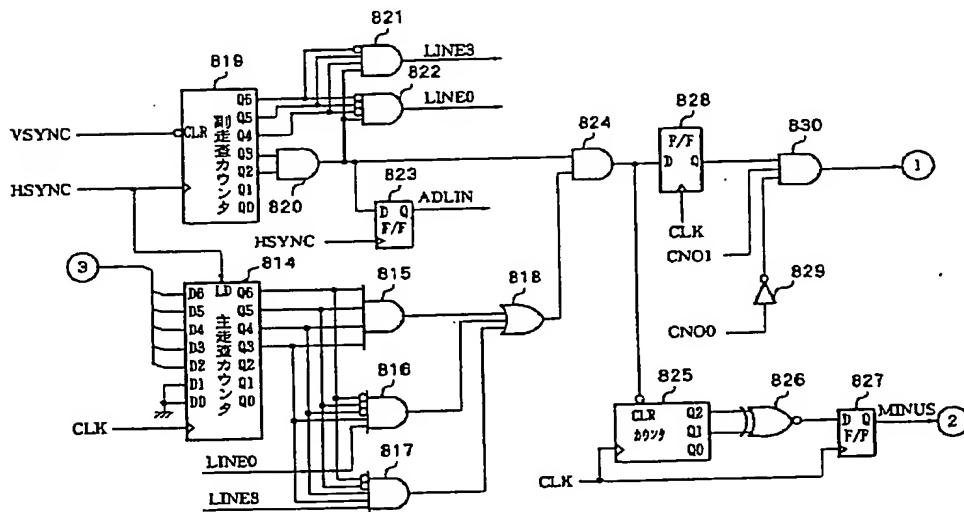 821
LINE3
819
822
Q6
Q5
Q4
LINE0
VSYNC
CLR
副走査カウンタ
Q3
Q2
Q1
Q0
HSYNC
820
823
D Q
F/F
ADLIN
HSYNC
824
828
F/F
D Q
CLK
830
1
CNO1
829
CNO0
3
814
LD
D6 Q6
D5 Q5
D4 Q4
D3 Q3
D2 Q2
D1 Q1
D0 Q0
主走査カウンタ
CLK
815
818
816
LINE0
817
LINE3
825
CLR
カウンタ
Q2
Q1
Q0
CLK
826
827
D Q
F/F
MINUS
2